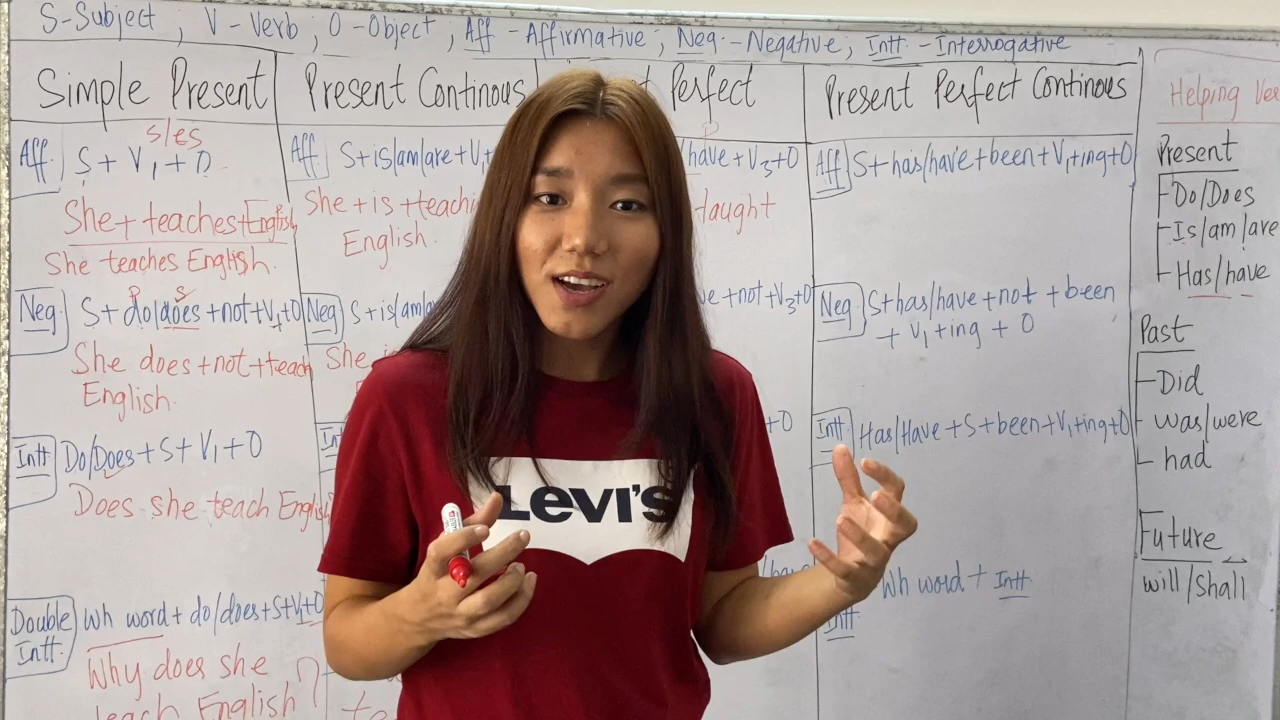 S-Subject , V-Verb , O-Object , Aff -Affirmative , Neg -Negative , Intt -Interrogative
Simple Present
s/es
Aff S + V1 + O
She + teaches + English
She teaches English.
P S
Neg S + do/does + not + V1 + O
She does + not + teach
English.
Intt Do/Does + S + V1 + O
Does she teach English
Double Intt. Wh word + do/does + S + V1 + O
Why does she
teach English ?
Present Continous
Aff S + is/am/are + V
She + is + teachi
English.
Neg S + is/am/a
She
Perfect
have + V3 + O
taught
+ not + V3 + O
+ O
Present Perfect Continous
Aff S + has/have + been + V1 + ing + O
Neg S + has/have + not + been
+ V1 + ing + O
Intt Has/Have + S + been + V1 + ing + O
Wh word + Intt
Intt.
Helping Ve
Present
Do/Does
Is/am/are
Has/have
Past
Did
was/were
had
Future
will/shall
Levi's